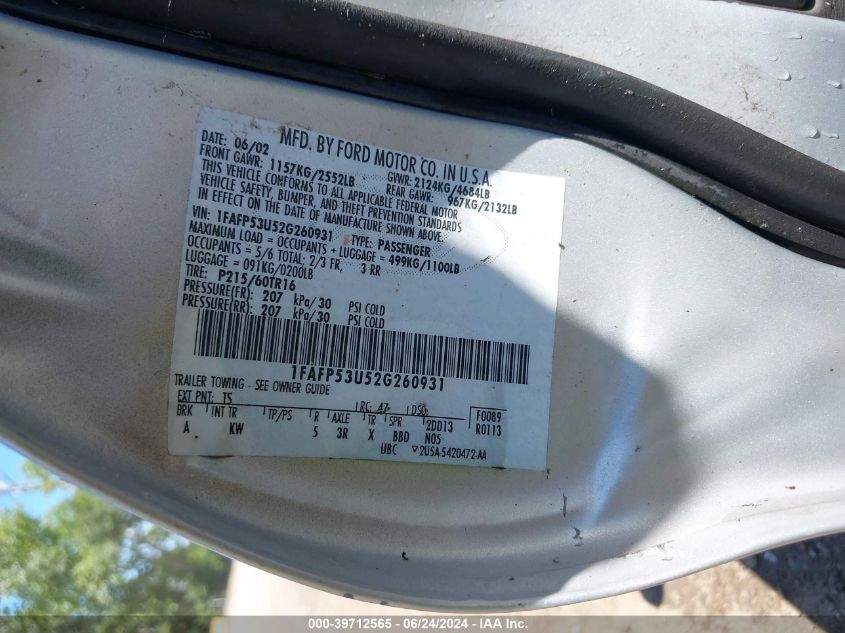 MFD. BY FORD MOTOR CO. IN U.S.A.
DATE: 06/02 GVWR: 2124KG/4684LB
FRONT GAWR: 1157KG/2552LB REAR GAWR: 967KG/2132LB
THIS VEHICLE CONFORMS TO ALL APPLICABLE FEDERAL MOTOR
VEHICLE SAFETY, BUMPER, AND THEFT PREVENTION STANDARDS
IN EFFECT ON THE DATE OF MANUFACTURE SHOWN ABOVE.
VIN: 1FAFP53U52G260931 TYPE: PASSENGER
MAXIMUM LOAD = OCCUPANTS + LUGGAGE = 499KG/1100LB
OCCUPANTS = 5/6 TOTAL; 2/3 FR, 3 RR
LUGGAGE = 091KG/0200LB
TIRE: P215/60TR16
PRESSURE(FR): 207 kPa/30 PSI COLD
PRESSURE(RR): 207 kPa/30 PSI COLD
1FAFP53U52G260931
TRAILER TOWING - SEE OWNER GUIDE
EXT PNT: TS RC: 47 DSO: F0089
BRK INT TR TP/PS R AXLE TR SPR 2DD13 R0113
A KW 5 3R X BBD N05
UBC 2U5A-5420472-AA
000-39712565 - 06/24/2024 - IAA, Inc.